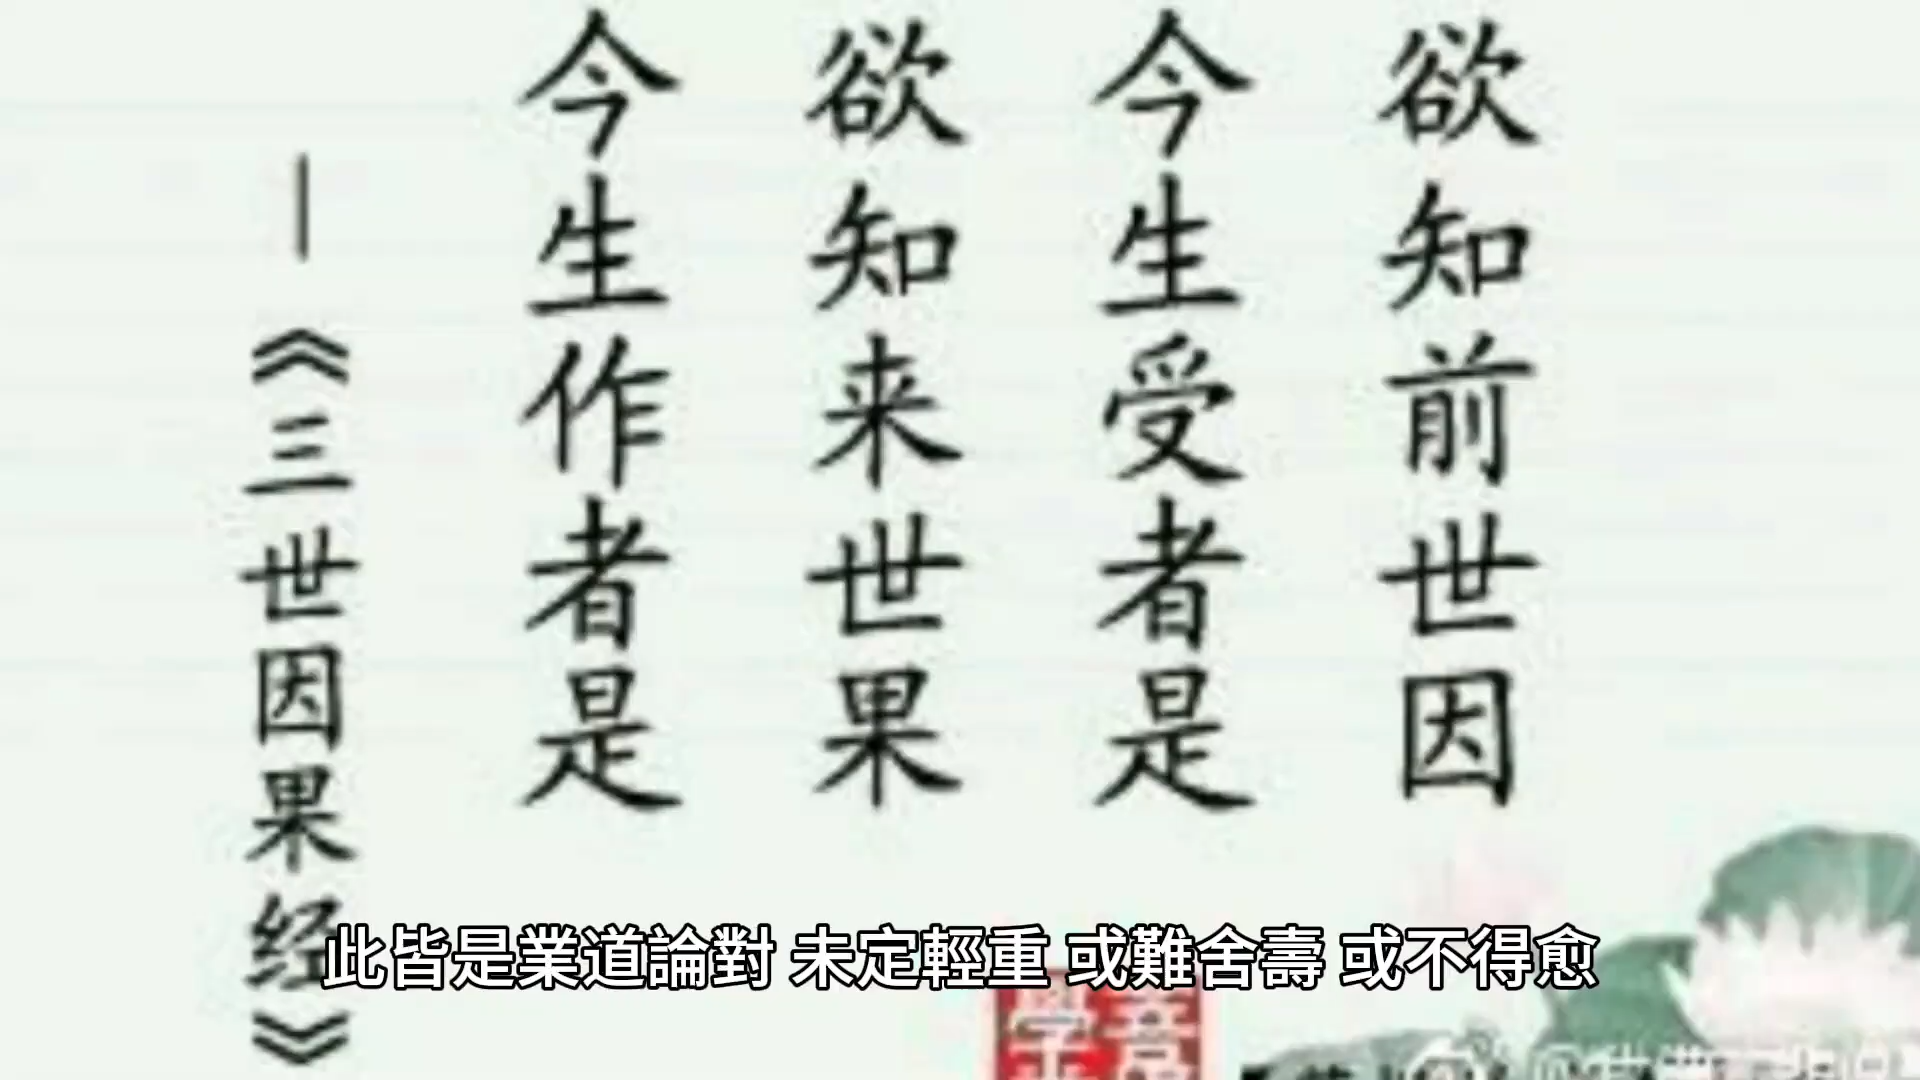 欲知前世因
今生受者是
欲知来世果
今生作者是
—《三世因果经》
此皆是業道論對 未定輕重 或難舍壽 或不得愈